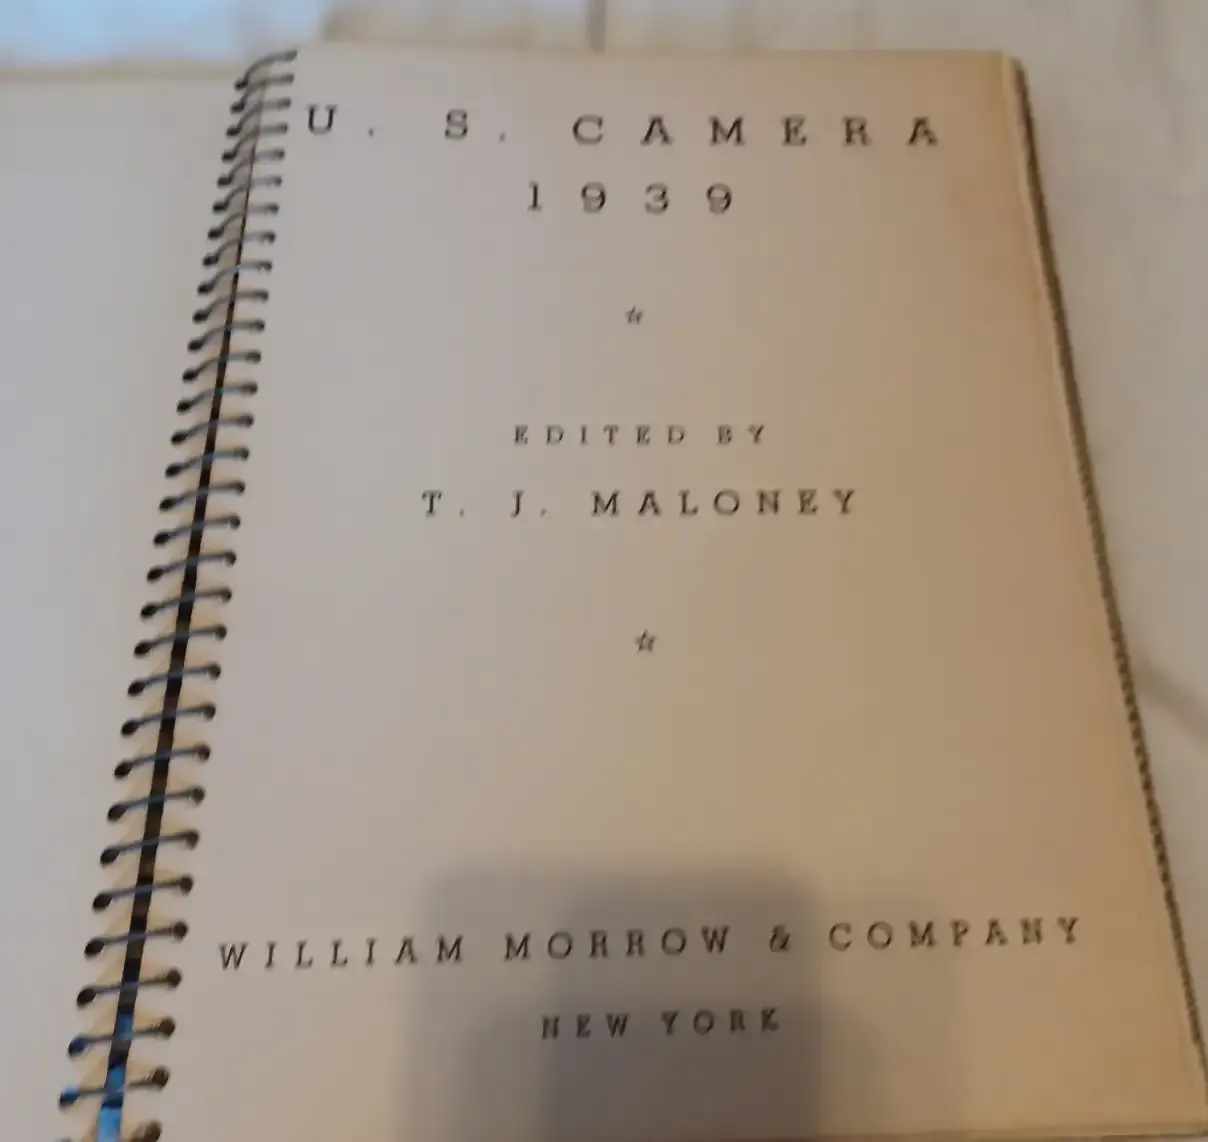 U. S. CAMERA
1939
EDITED BY
T. J. MALONEY
WILLIAM MORROW & COMPANY
NEW YORK